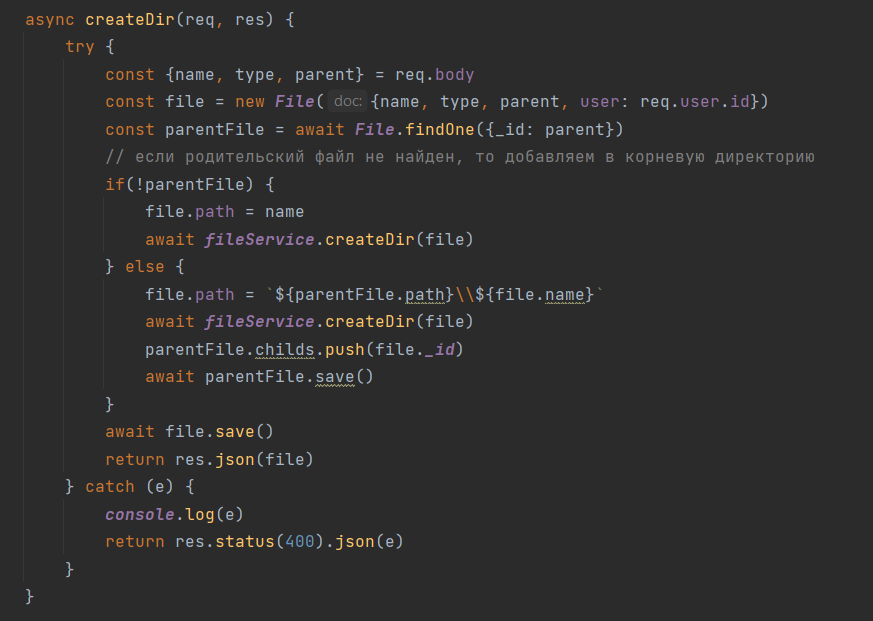 async createDir(req, res) {
try {
const {name, type, parent} = req.body
const file = new File( doc: {name, type, parent, user: req.user.id})
const parentFile = await File.findOne({_id: parent})
// если родительский файл не найден, то добавляем в корневую директорию
if(!parentFile) {
file.path = name
await fileService.createDir(file)
} else {
file.path = `${parentFile.path}\\${file.name}`
await fileService.createDir(file)
parentFile.childs.push(file._id)
await parentFile.save()
}
await file.save()
return res.json(file)
} catch (e) {
console.log(e)
return res.status(400).json(e)
}
}